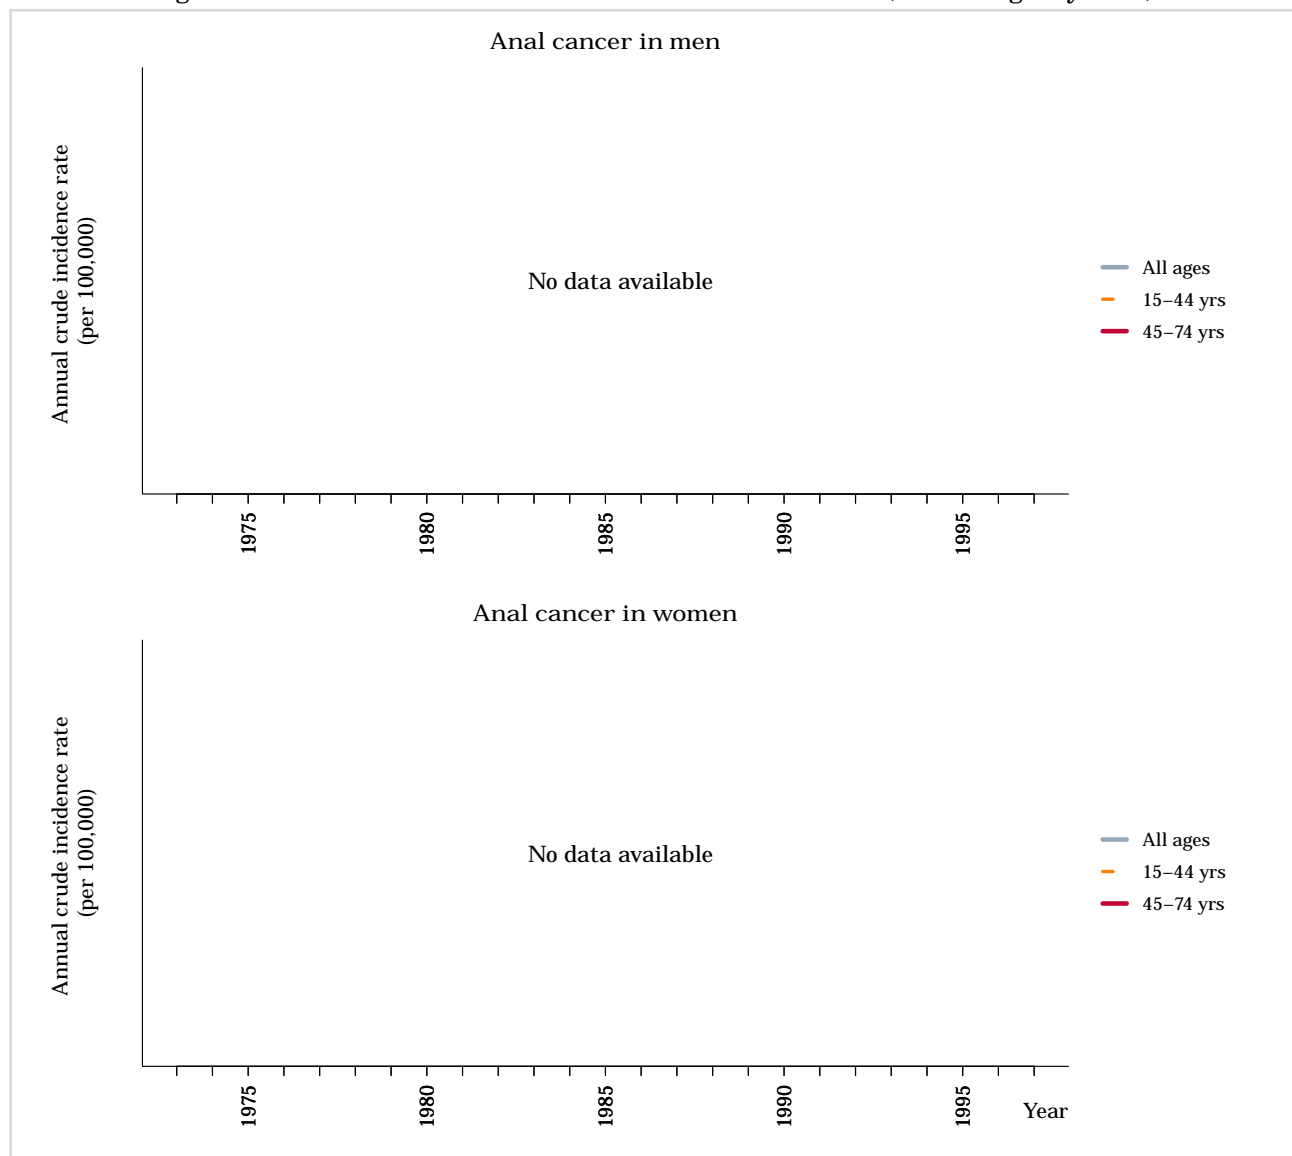 Anal cancer in men
Annual crude incidence rate
(per 100,000)
No data available
All ages
15–44 yrs
45–74 yrs
1975
1980
1985
1990
1995
Anal cancer in women
Annual crude incidence rate
(per 100,000)
No data available
All ages
15–44 yrs
45–74 yrs
1975
1980
1985
1990
1995
Year